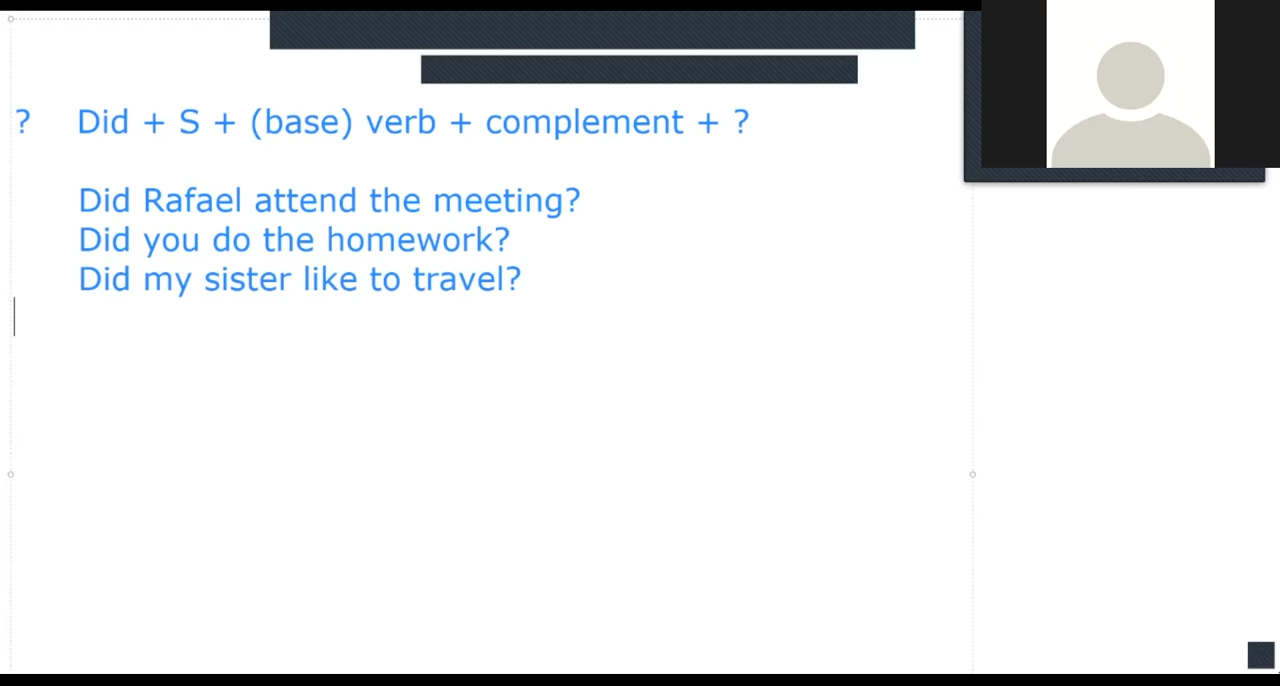 ? Did + S + (base) verb + complement + ?
Did Rafael attend the meeting?
Did you do the homework?
Did my sister like to travel?